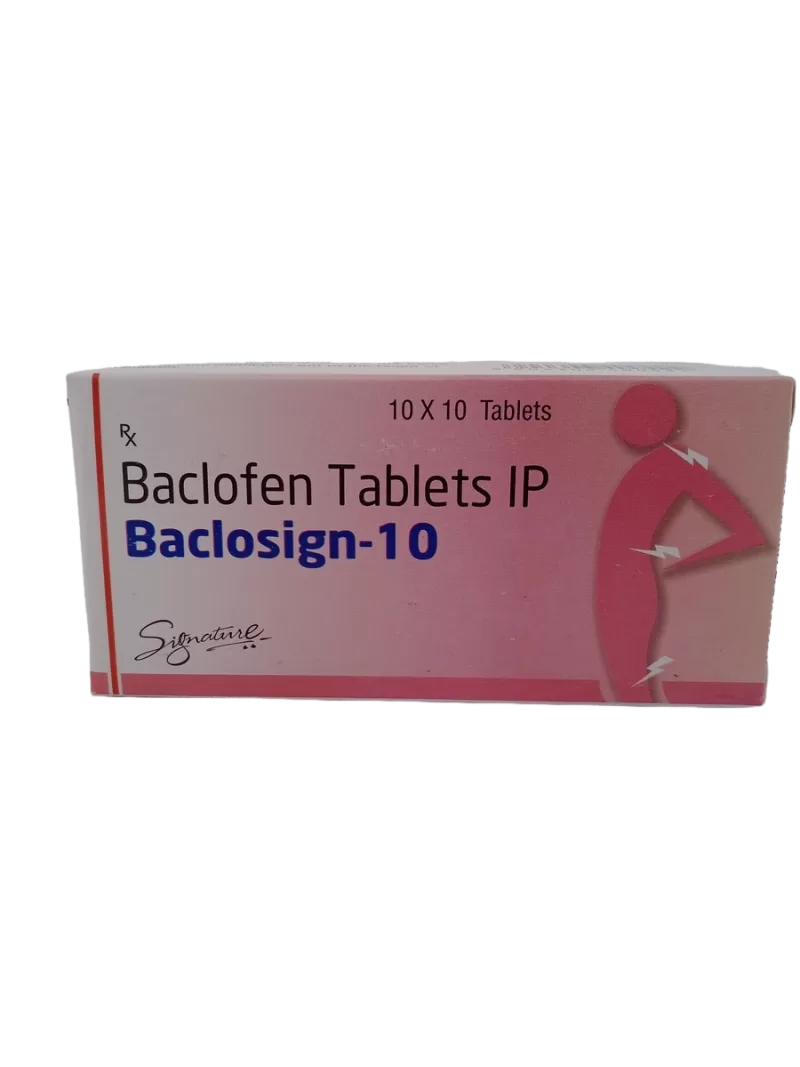 10 X 10 Tablets
Rx
Baclofen Tablets IP
Baclosign-10
Signature